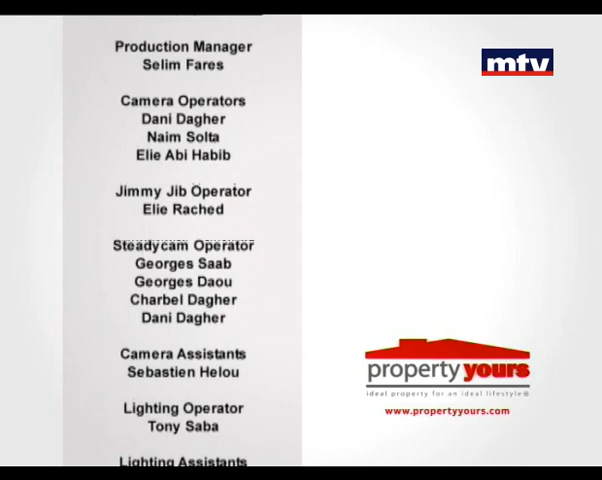 Production Manager
Selim Fares
Camera Operators
Dani Dagher
Naim Solta
Elie Abi Habib
Jimmy Jib Operator
Elie Rached
Steadycam Operator
Georges Saab
Georges Daou
Charbel Dagher
Dani Dagher
Camera Assistants
Sebastien Helou
Lighting Operator
Tony Saba
Lighting Assistants
mtv
property yours
ideal property for an ideal lifestyle®
www.propertyyours.com